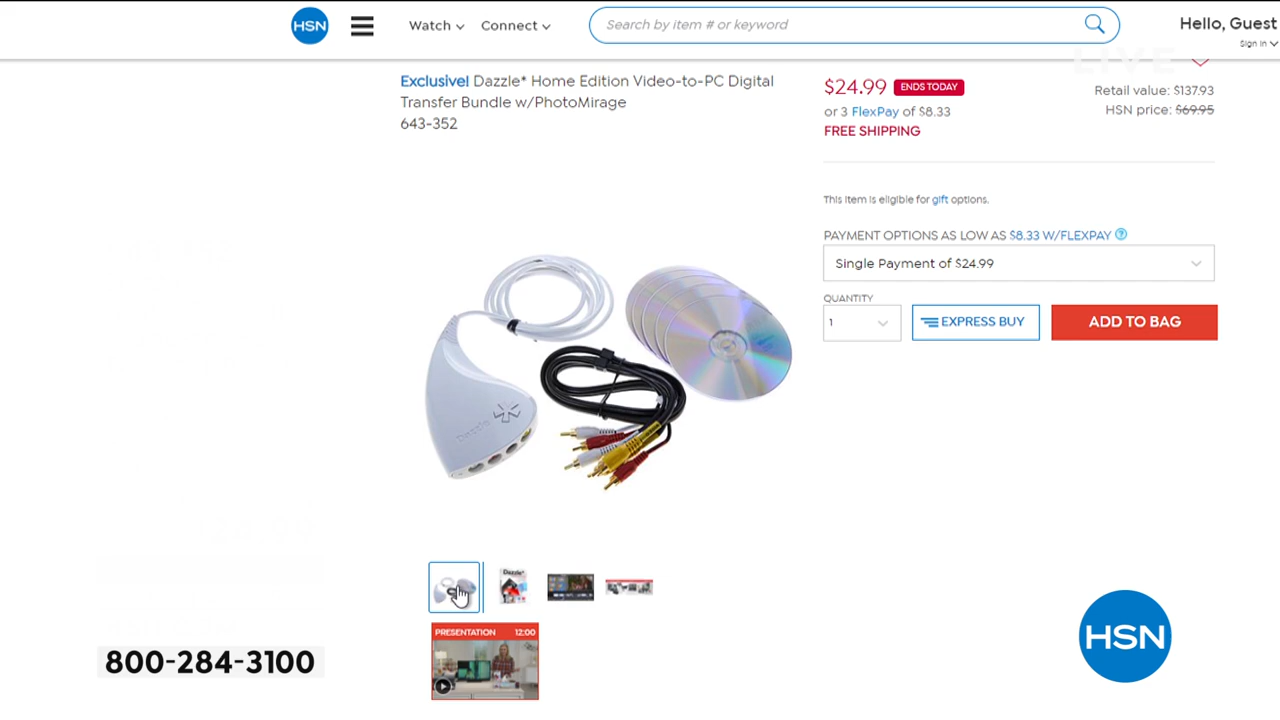 HSN
Watch
Connect
Search by item # or keyword
Hello, Guest
Sign In
LIVE
Exclusive! Dazzle* Home Edition Video-to-PC Digital
Transfer Bundle w/PhotoMirage
643-352
$24.99 ENDS TODAY
or 3 FlexPay of $8.33
FREE SHIPPING
Retail value: $137.93
HSN price: $69.95
This item is eligible for gift options.
PAYMENT OPTIONS AS LOW AS $8.33 W/FLEXPAY ?
Single Payment of $24.99
QUANTITY
1
EXPRESS BUY
ADD TO BAG
Dazzle
Dazzle*
PRESENTATION 12:00
800-284-3100
HSN